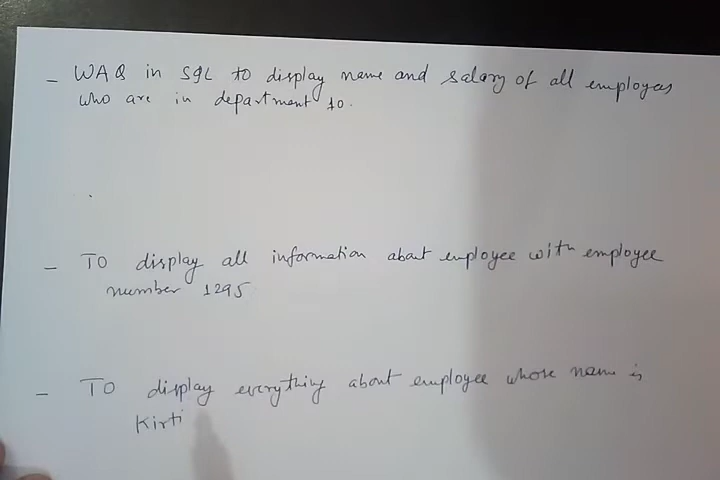 - WAQ in SQL to display name and salary of all employees
who are in department 10.
- To display all information about employee with employee
number 1295
- To display everything about employee whose name is
Kirti